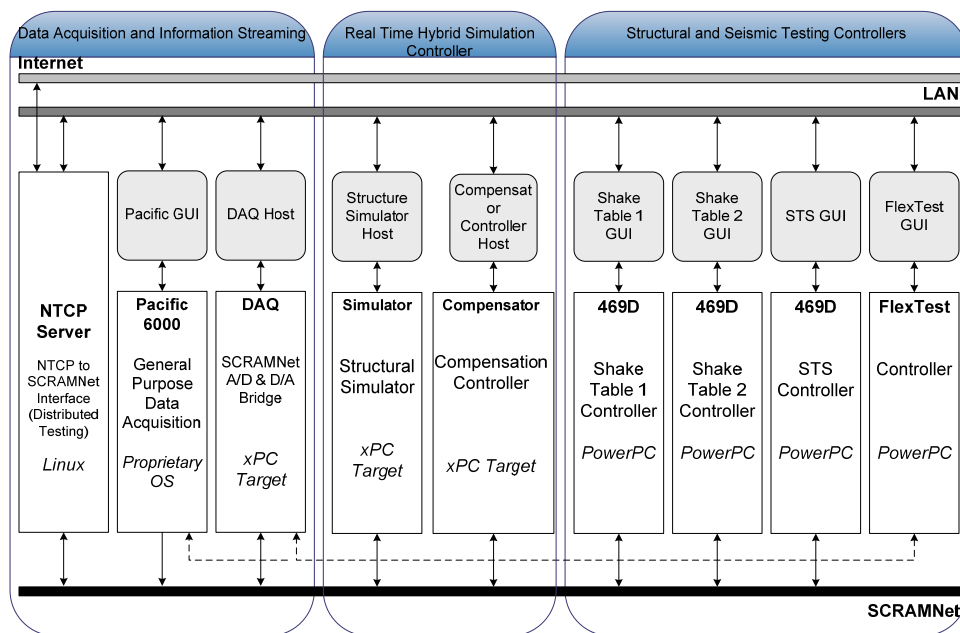 Data Acquisition and Information Streaming
Real Time Hybrid Simulation
Controller
Structural and Seismic Testing Controllers
Internet
LAN
Pacific GUI
DAQ Host
Structure
Simulator
Host
Compensat
or
Controller
Host
Shake
Table 1
GUI
Shake
Table 2
GUI
STS GUI
FlexTest
GUI
NTCP
Server
NTCP to
SCRAMNet
Interface
(Distributed
Testing)
Linux
Pacific
6000
General
Purpose
Data
Acquisition
Proprietary
OS
DAQ
SCRAMNet
A/D & D/A
Bridge
xPC
Target
Simulator
Structural
Simulator
xPC
Target
Compensator
Compensation
Controller
xPC Target
469D
Shake
Table 1
Controller
PowerPC
469D
Shake
Table 2
Controller
PowerPC
469D
STS
Controller
PowerPC
FlexTest
Controller
PowerPC
SCRAMNet